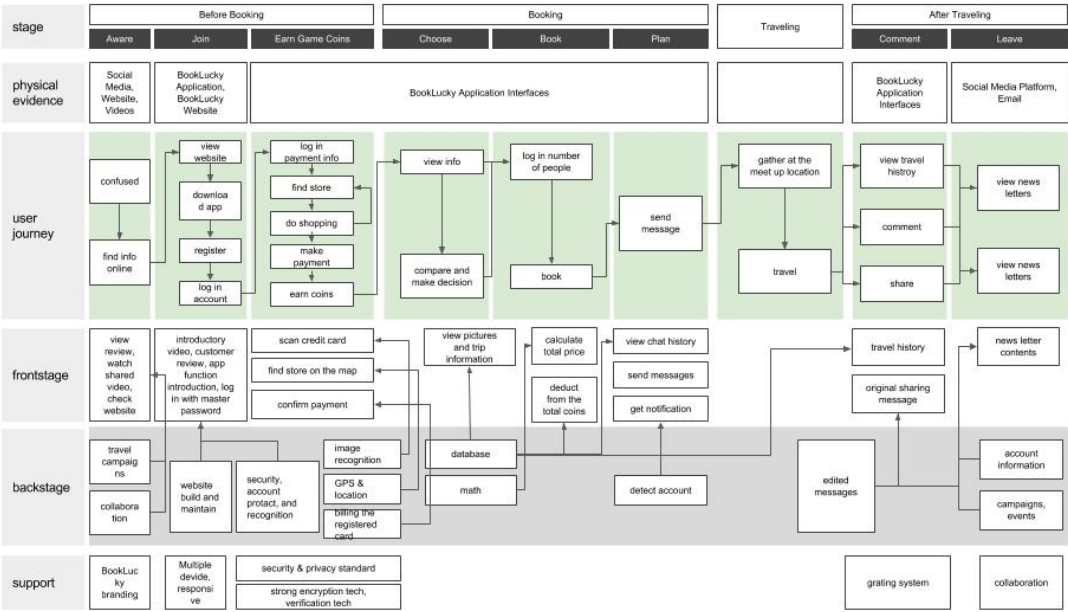 stage
Before Booking
Booking
Traveling
After Traveling
Aware
Join
Earn Game Coins
Choose
Book
Plan
Comment
Leave
physical
evidence
Social
Media,
Website,
Videos
BookLucky
Application,
BookLucky
Website
BookLucky Application Interfaces
BookLucky
Application
Interfaces
Social Media Platform,
Email
user
journey
confused
find info
online
view
website
downloa
d app
register
log in
account
log in
payment info
find store
do shopping
make
payment
earn coins
view info
compare and
make decision
log in number
of people
book
send
message
gather at the
meet up location
travel
view travel
histroy
comment
share
view news
letters
view news
letters
frontstage
view
review,
watch
shared
video,
check
website
introductory
video, customer
review, app
function
introduction, log
in with master
password
scan credit card
find store on the map
confirm payment
view pictures
and trip
information
calculate
total price
deduct
from the
total coins
view chat history
send messages
get notification
travel history
original sharing
message
news letter
contents
backstage
travel
campaig
ns
collabora
tion
website
build and
maintain
security,
account
protact, and
recognition
image
recognition
GPS &
location
billing the
registered
card
database
math
detect account
edited
messages
account
information
campaigns,
events
support
BookLuc
ky
branding
Multiple
devide,
responsi
ve
security & privacy standard
strong encryption tech,
verification tech
grating system
collaboration